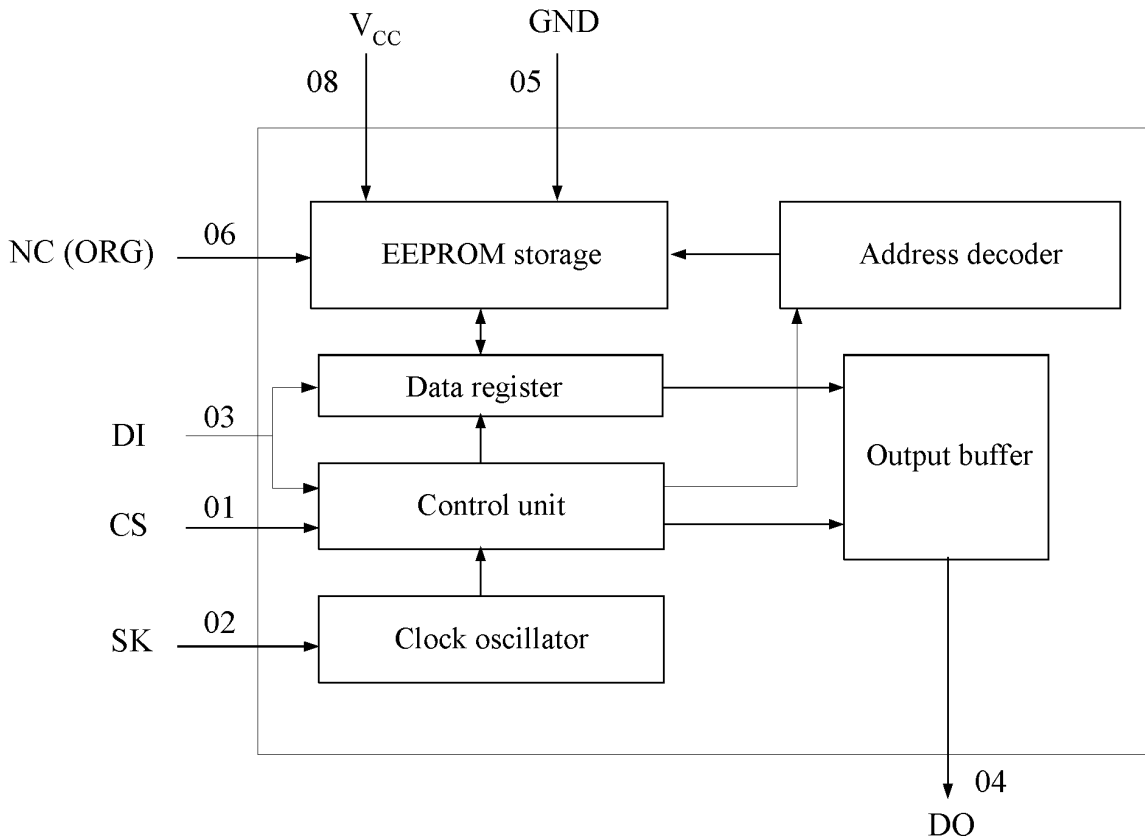 V_CC
GND
08
05
NC (ORG)
06
EEPROM storage
Address decoder
Data register
DI
03
Output buffer
CS
01
Control unit
SK
02
Clock oscillator
04
DO